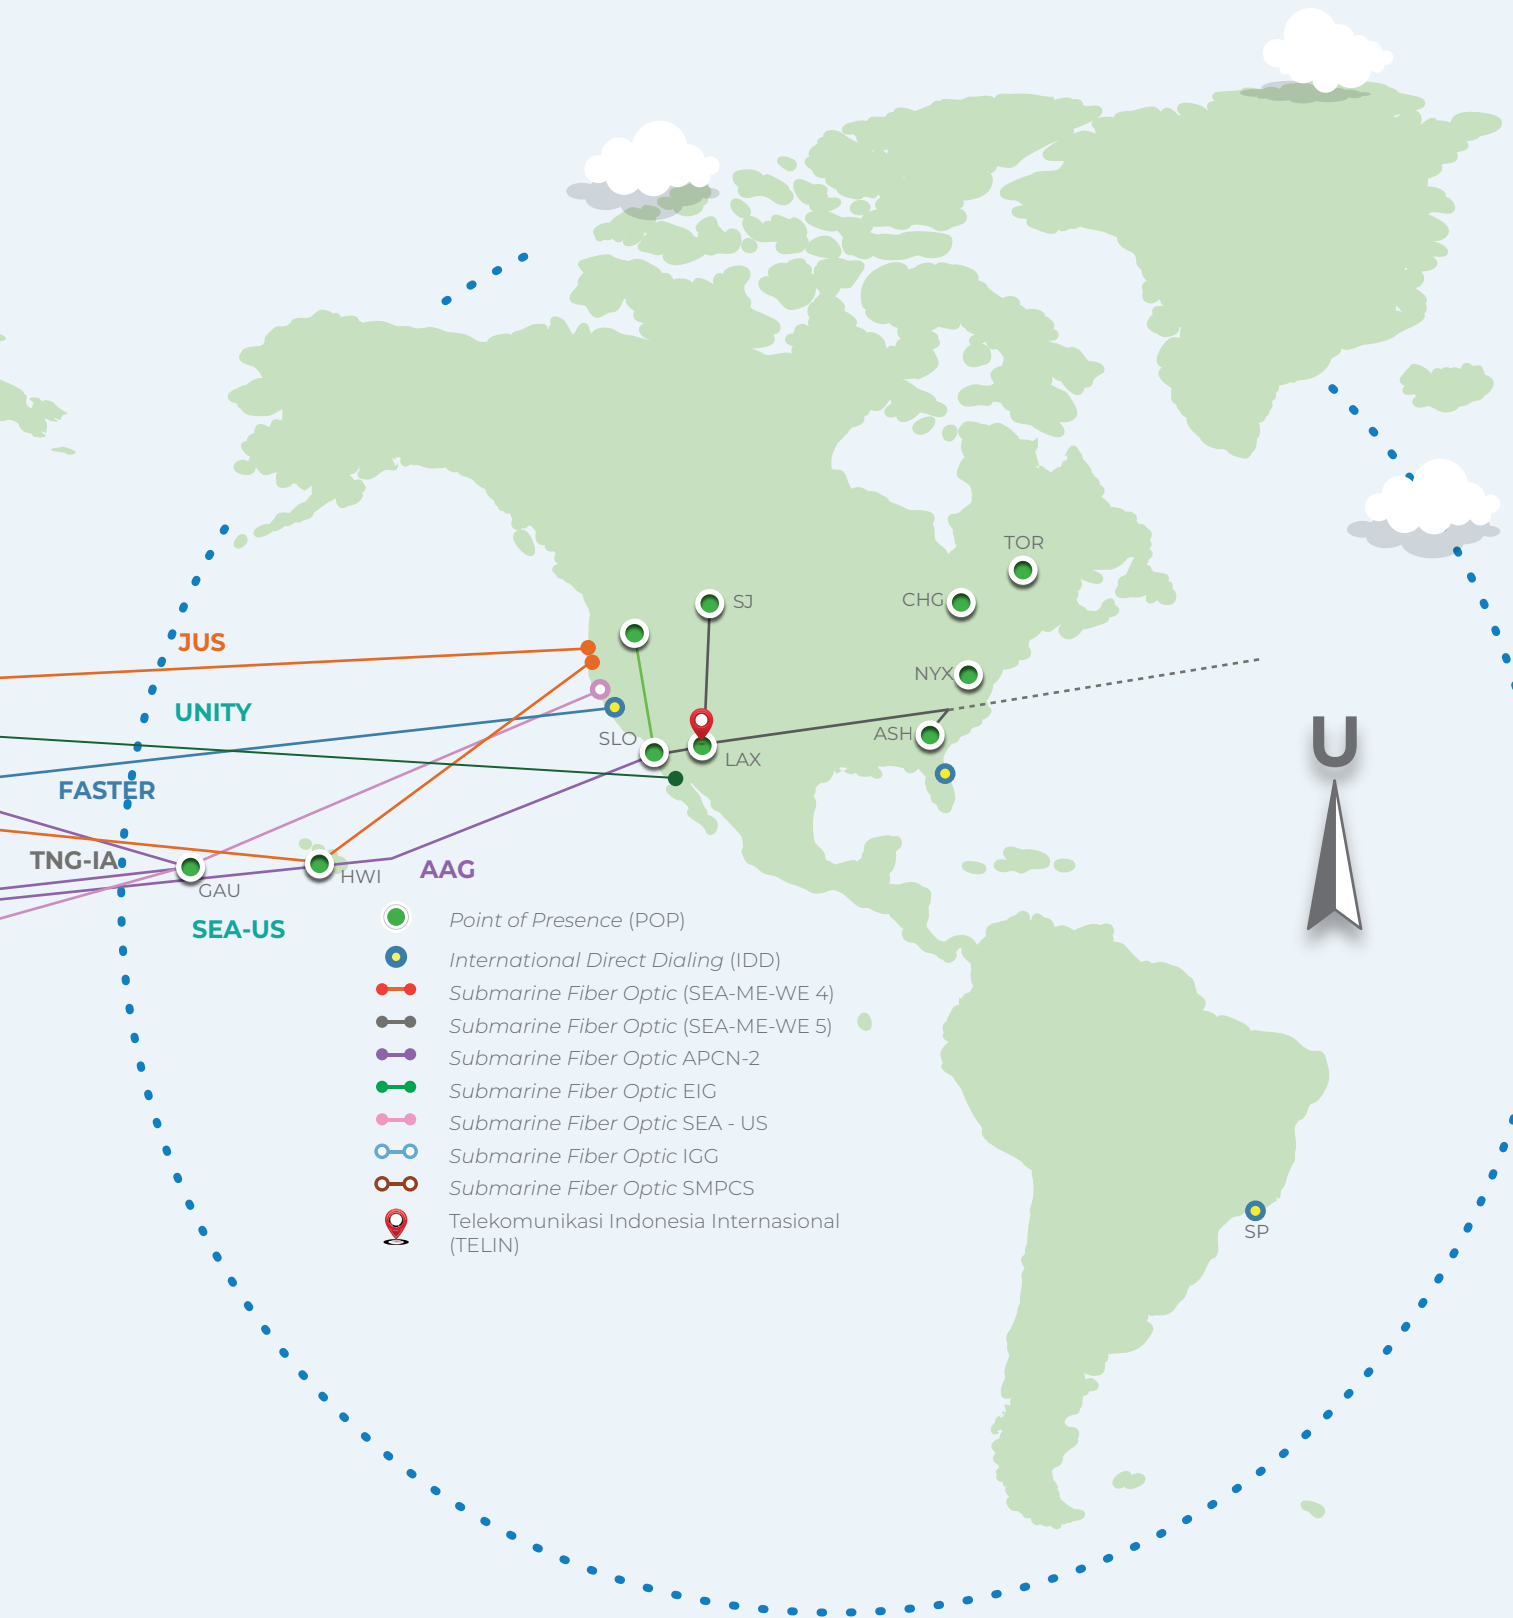 TOR
CHG
SJ
JUS
NYX
UNITY
U
ASH
SLO
LAX
FASTER
TNG-IA
AAG
HWI
GAU
SEA-US
Point of Presence (POP)
International Direct Dialing (IDD)
Submarine Fiber Optic (SEA-ME-WE 4)
Submarine Fiber Optic (SEA-ME-WE 5)
Submarine Fiber Optic APCN-2
Submarine Fiber Optic EIG
Submarine Fiber Optic SEA - US
Submarine Fiber Optic IGG
Submarine Fiber Optic SMPCS
Telekomunikasi Indonesia Internasional
(TELIN)
SP